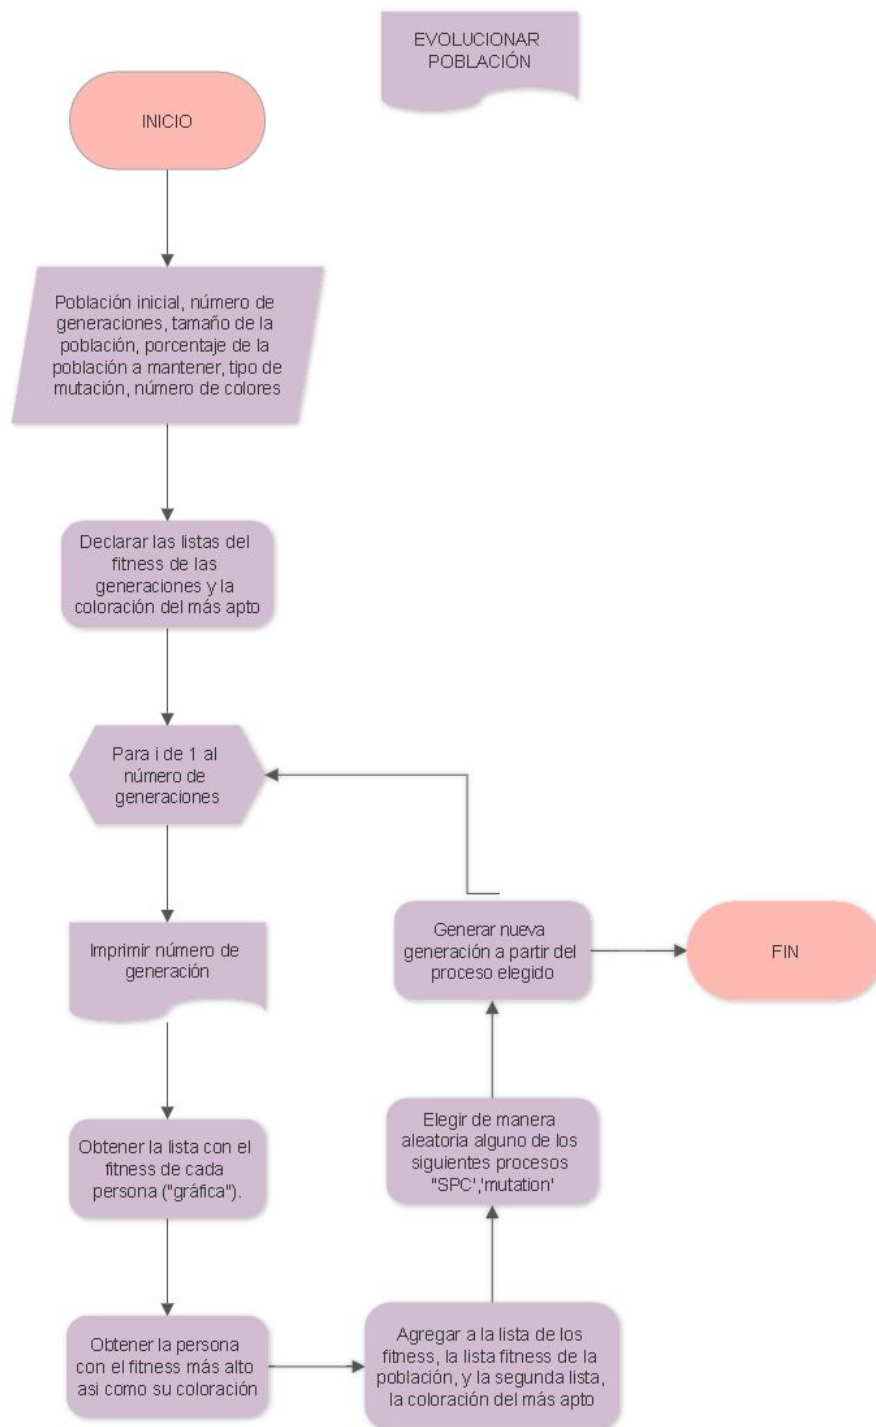 EVOLUCIONAR
POBLACIÓN
INICIO
Población inicial, número de
generaciones, tamaño de la
población, porcentaje de la
población a mantener, tipo de
mutación, número de colores
Declarar las listas del
fitness de las
generaciones y la
coloración del más apto
Para i de 1 al
número de
generaciones
Imprimir número de
generación
Obtener la lista con el
fitness de cada
persona ("gráfica").
Obtener la persona
con el fitness más alto
asi como su coloración
Agregar a la lista de los
fitness, la lista fitness de la
población, y la segunda lista,
la coloración del más apto
Elegir de manera
aleatoria alguno de los
siguientes procesos
"SPC','mutation'
Generar nueva
generación a partir del
proceso elegido
FIN